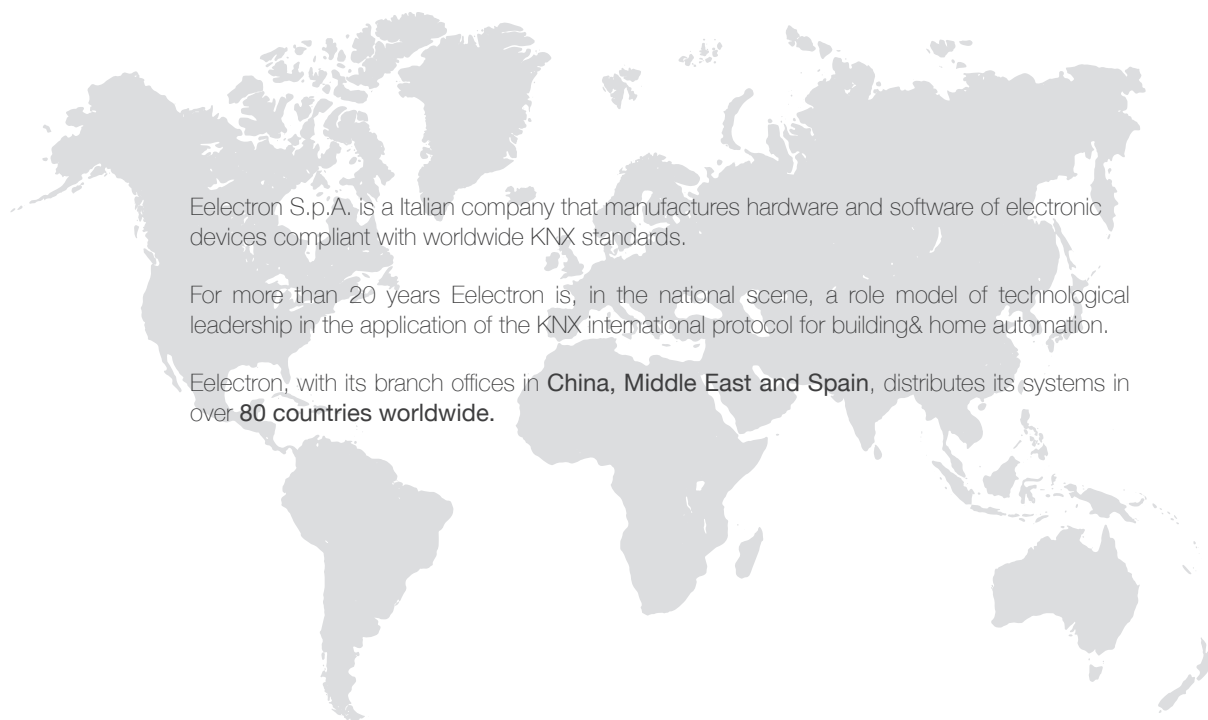 Eelectron S.p.A. is a Italian company that manufactures hardware and software of electronic
devices compliant with worldwide KNX standards.
For more than 20 years Eelectron is, in the national scene, a role model of technological
leadership in the application of the KNX international protocol for building& home automation.
Eelectron, with its branch offices in China, Middle East and Spain, distributes its systems in
over 80 countries worldwide.